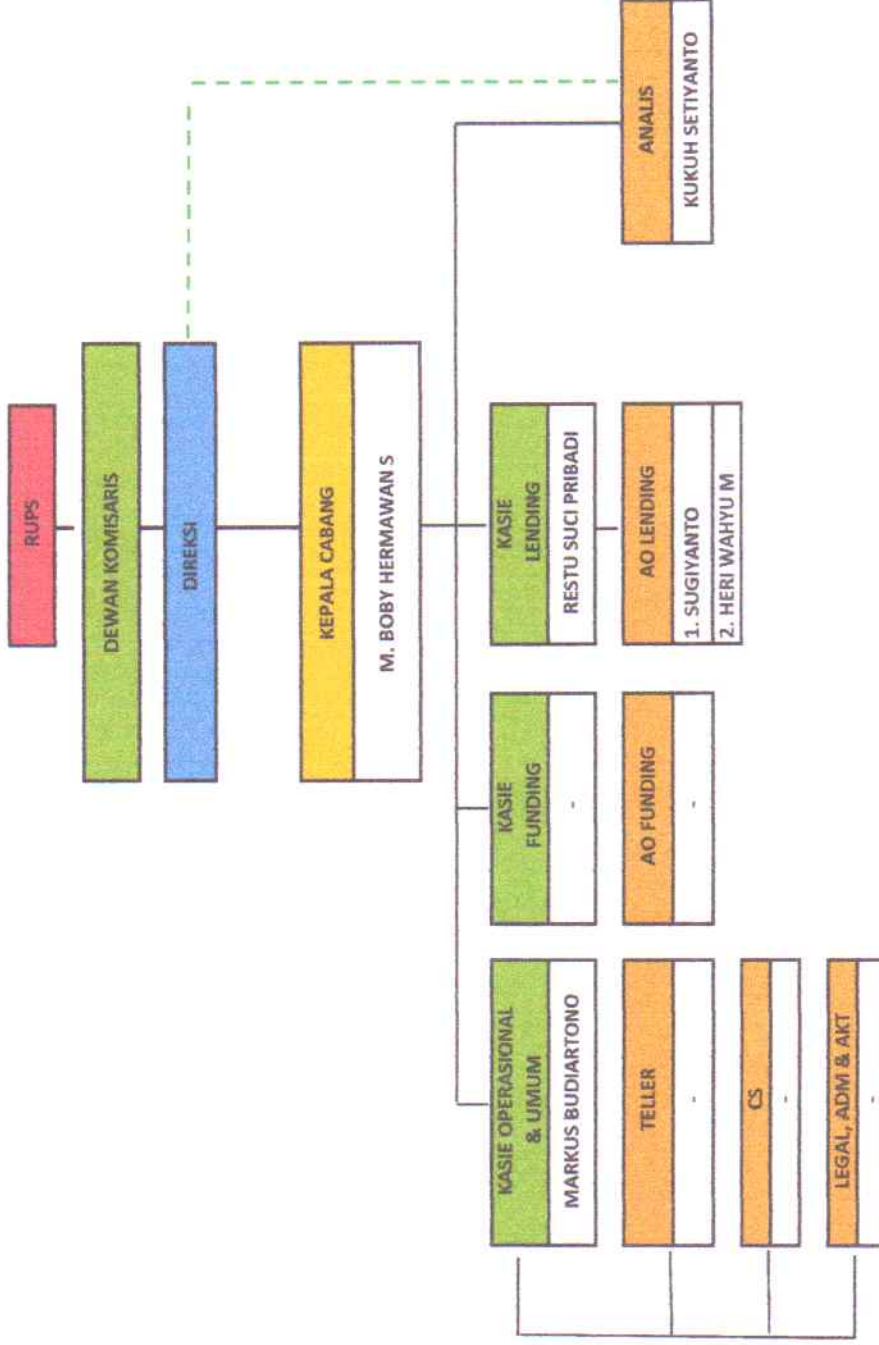 RUPS
DEWAN KOMISARIS
DIREKSI
KEPALA CABANG
M. BOBY HERMAWAN S
KASIE OPERASIONAL
& UMUM
MARKUS BUDIARTONO
TELLER
-
CS
-
LEGAL, ADM & AKT
-
KASIE
FUNDING
-
AO FUNDING
-
KASIE
LENDING
RESTU SUCI PRIBADI
AO LENDING
1. SUGIYANTO
2. HERI WAHYU M
ANALIS
KUKUH SETIYANTO